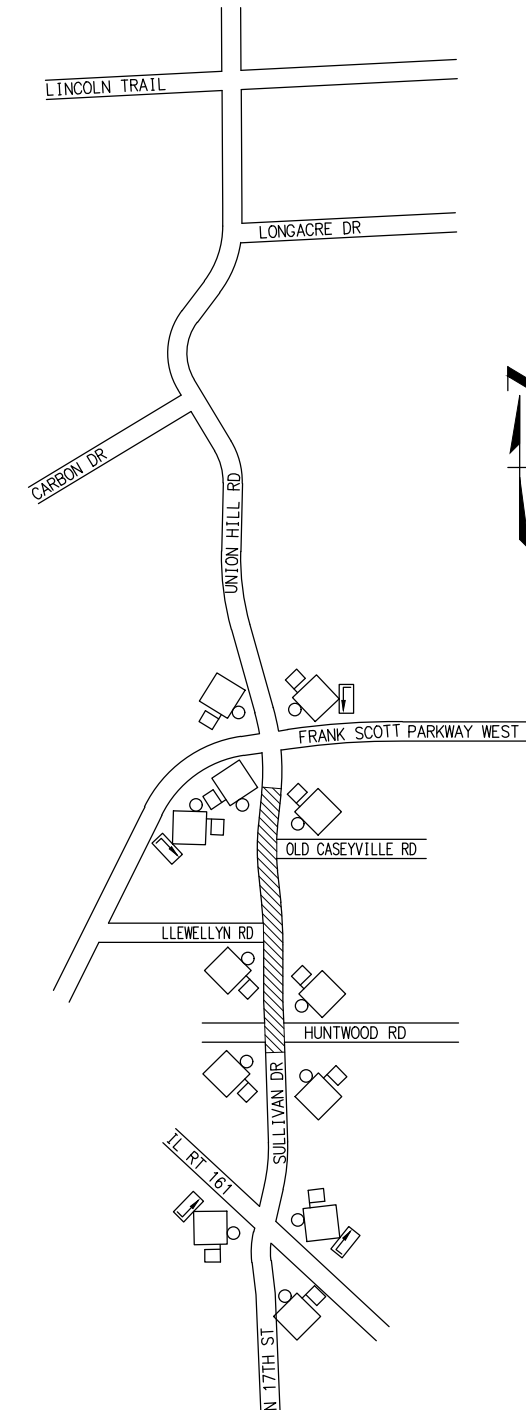 LINCOLN TRAIL
LONGACRE DR
CARBON DR
UNION HILL RD
FRANK SCOTT PARKWAY WEST
OLD CASEYVILLE RD
LLEWELLYN RD
HUNTWOOD RD
SULLIVAN DR
IL RT 161
N 17TH ST